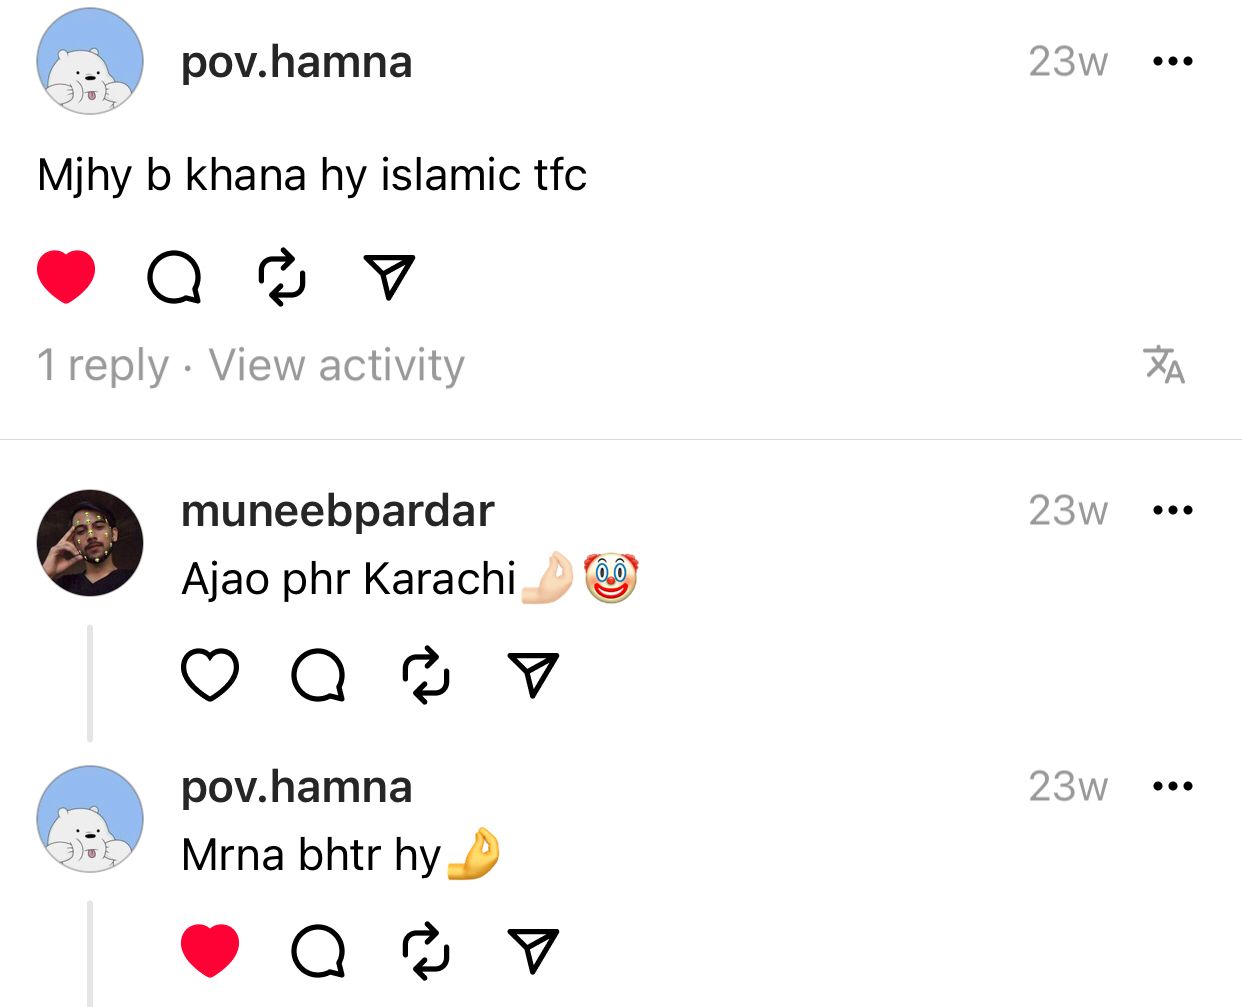 pov.hamna 23w
Mjhy b khana hy islamic tfc
1 reply · View activity
muneebpardar 23w
Ajao phr Karachi🤌🏻🤡
pov.hamna 23w
Mrna bhtr hy🤌